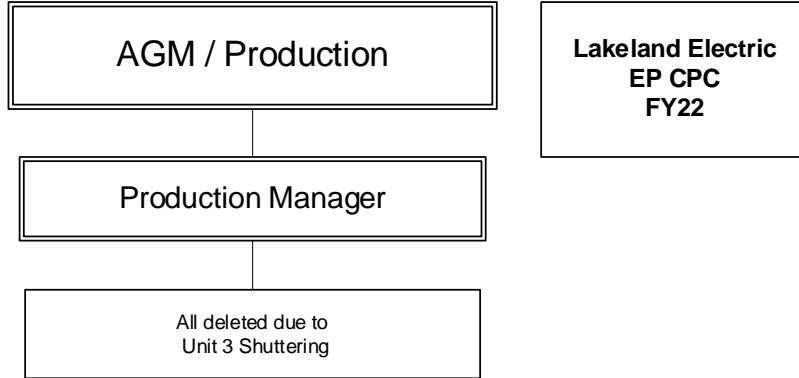 AGM / Production
Lakeland Electric
EP CPC
FY22
Production Manager
All deleted due to
Unit 3 Shuttering